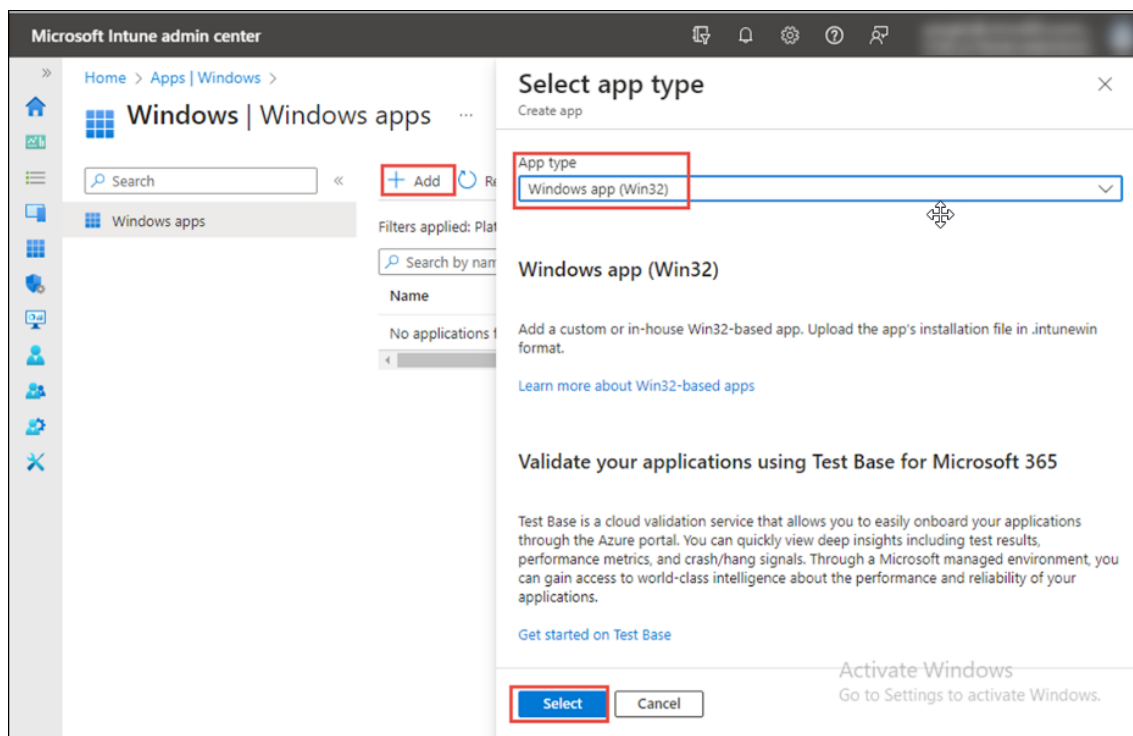 Microsoft Intune admin center
Home > Apps | Windows >
Windows | Windows apps ...
Search
Windows apps
Add
Filters applied: Plat
Search by nam
Name
No applications f
Select app type
Create app
App type
Windows app (Win32)
Windows app (Win32)
Add a custom or in-house Win32-based app. Upload the app's installation file in .intunewin
format.
Learn more about Win32-based apps
Validate your applications using Test Base for Microsoft 365
Test Base is a cloud validation service that allows you to easily onboard your applications
through the Azure portal. You can quickly view deep insights including test results,
performance metrics, and crash/hang signals. Through a Microsoft managed environment, you
can gain access to world-class intelligence about the performance and reliability of your
applications.
Get started on Test Base
Activate Windows
Go to Settings to activate Windows.
Select
Cancel